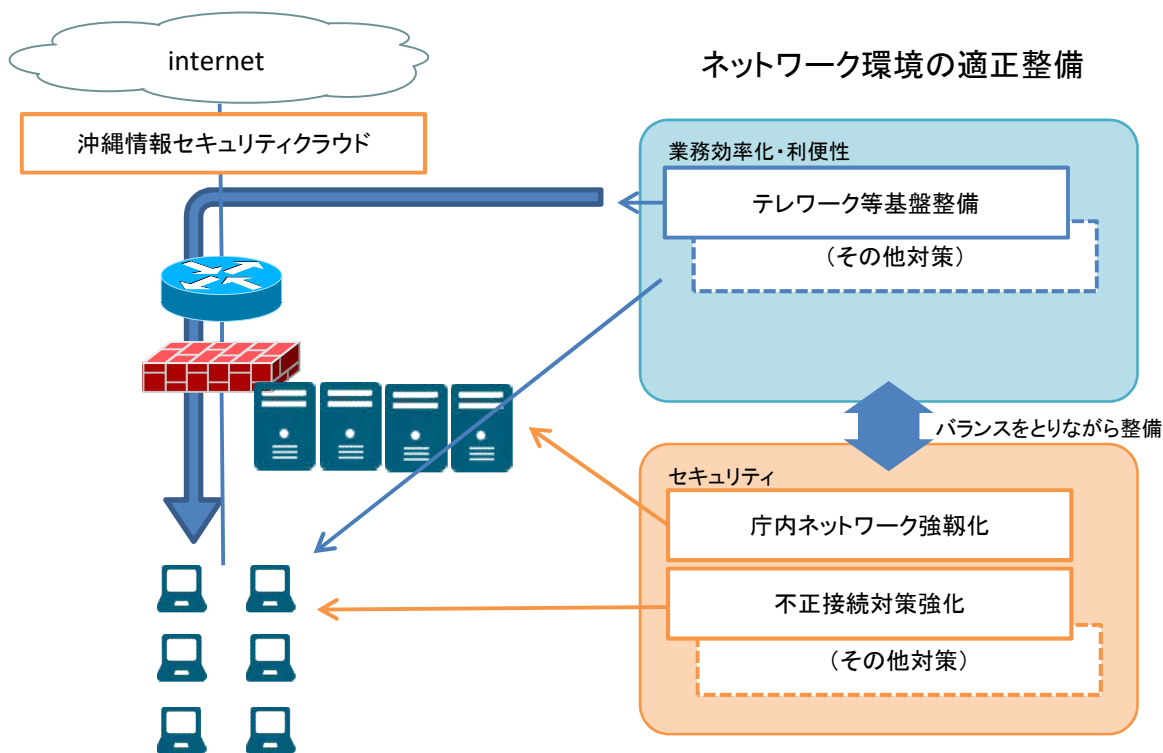 internet
沖縄情報セキュリティクラウド
ネットワーク環境の適正整備
業務効率化・利便性
テレワーク等基盤整備
（その他対策）
バランスをとりながら整備
セキュリティ
庁内ネットワーク強靱化
不正接続対策強化
（その他対策）